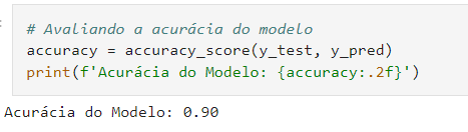 # Avaliando a acurácia do modelo
accuracy = accuracy_score(y_test, y_pred)
print(f'Acurácia do Modelo: {accuracy:.2f}')
Acurácia do Modelo: 0.90